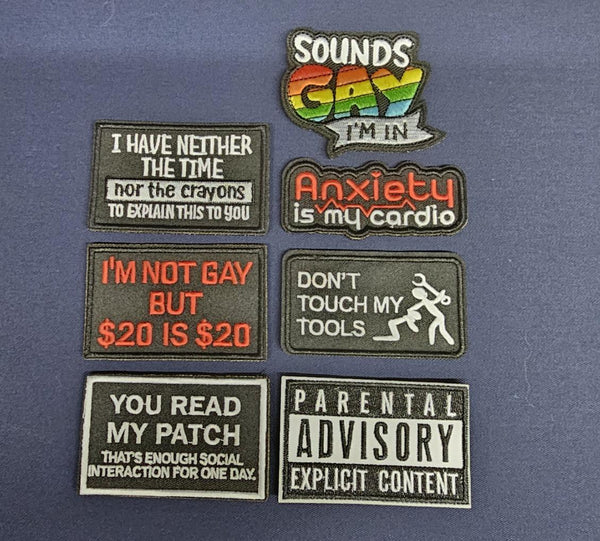 SOUNDS
GAY
I'M IN
I HAVE NEITHER
THE TIME
nor the crayons
TO EXPLAIN THIS TO YOU
Anxiety
is my cardio
I'M NOT GAY
BUT
$20 IS $20
DON'T
TOUCH MY
TOOLS
YOU READ
MY PATCH
THAT'S ENOUGH SOCIAL
INTERACTION FOR ONE DAY.
PARENTAL
ADVISORY
EXPLICIT CONTENT